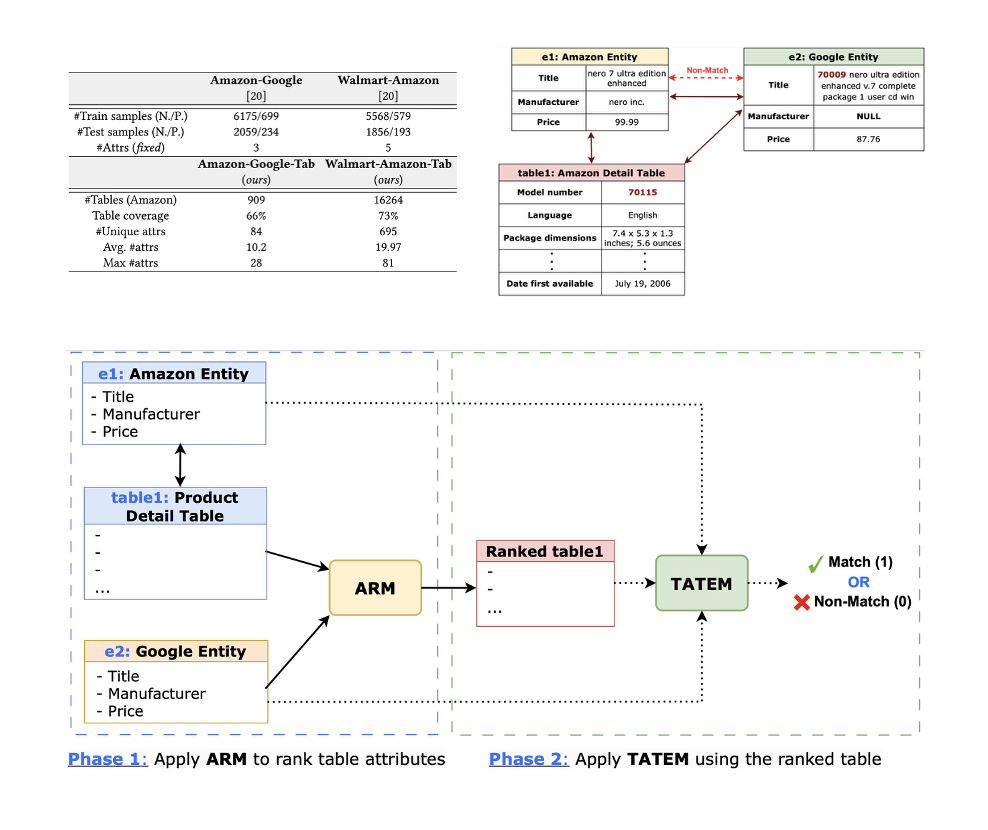 Amazon-Google Walmart-Amazon
[20] [20]
#Train samples (N./P.) 6175/699 5568/579
#Test samples (N./P.) 2059/234 1856/193
#Attrs (fixed) 3 5
Amazon-Google-Tab Walmart-Amazon-Tab
(ours) (ours)
#Tables (Amazon) 909 16264
Table coverage 66% 73%
#Unique attrs 84 695
Avg. #attrs 10.2 19.97
Max #attrs 28 81
e1: Amazon Entity
Title nero 7 ultra edition
enhanced
Manufacturer nero inc.
Price 99.99
Non-Match
e2: Google Entity
Title 70009 nero ultra edition
enhanced v.7 complete
package 1 user cd win
Manufacturer NULL
Price 87.76
table1: Amazon Detail Table
Model number 70115
Language English
Package dimensions 7.4 x 5.3 x 1.3
inches; 5.6 ounces
Date first available July 19, 2006
e1: Amazon Entity
- Title
- Manufacturer
- Price
table1: Product
Detail Table
-
-
-
...
e2: Google Entity
- Title
- Manufacturer
- Price
ARM
Ranked table1
-
-
...
TATEM
Match (1)
OR
Non-Match (0)
Phase 1: Apply ARM to rank table attributes
Phase 2: Apply TATEM using the ranked table